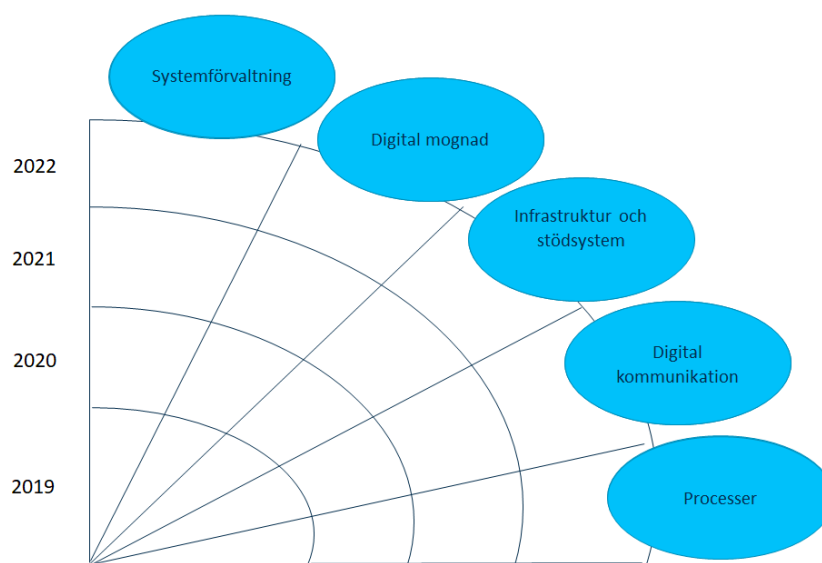 Systemförvaltning
Digital mognad
2022
Infrastruktur och
stödsystem
2021
2020
Digital
kommunikation
2019
Processer